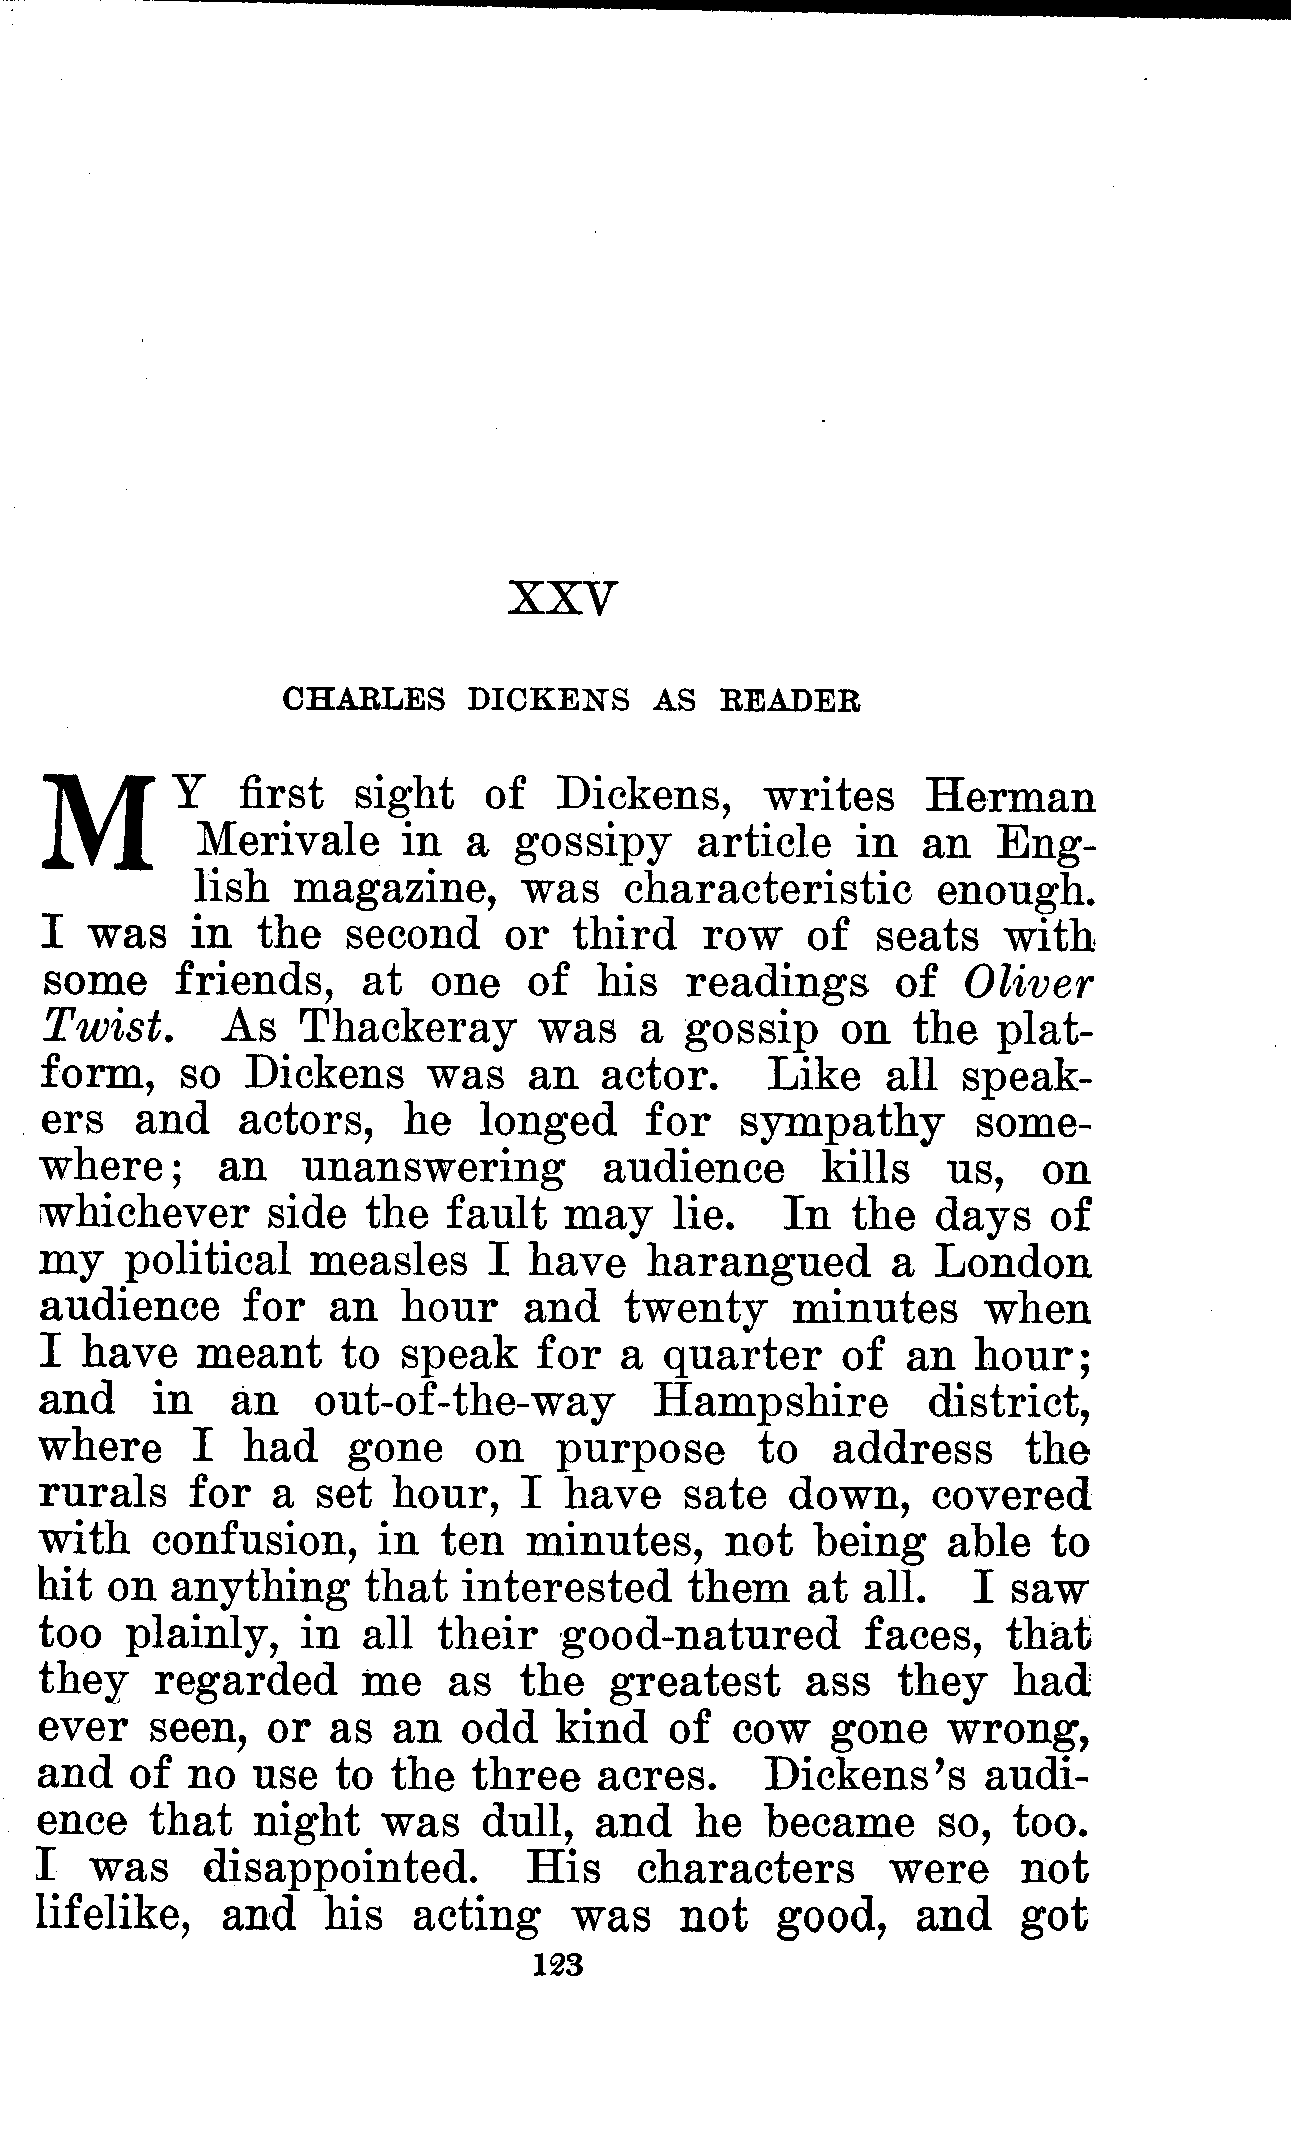 XXV
CHARLES DICKENS AS READER
MY first sight of Dickens, writes Herman
Merivale in a gossipy article in an Eng-
lish magazine, was characteristic enough.
I was in the second or third row of seats with
some friends, at one of his readings of Oliver
Twist. As Thackeray was a gossip on the plat-
form, so Dickens was an actor. Like all speak-
ers and actors, he longed for sympathy some-
where; an unanswering audience kills us, on
whichever side the fault may lie. In the days of
my political measles I have harangued a London
audience for an hour and twenty minutes when
I have meant to speak for a quarter of an hour;
and in an out-of-the-way Hampshire district,
where I had gone on purpose to address the
rurals for a set hour, I have sate down, covered
with confusion, in ten minutes, not being able to
hit on anything that interested them at all. I saw
too plainly, in all their good-natured faces, that
they regarded me as the greatest ass they had
ever seen, or as an odd kind of cow gone wrong,
and of no use to the three acres. Dickens's audi-
ence that night was dull, and he became so, too.
I was disappointed. His characters were not
lifelike, and his acting was not good, and got
123